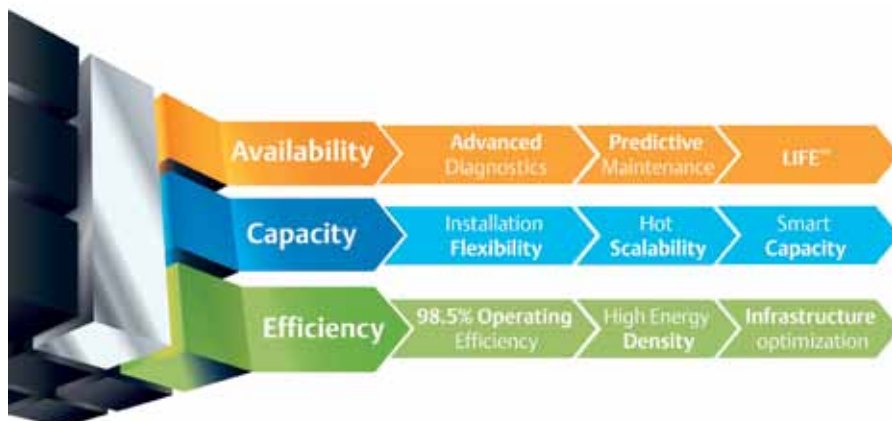 Availability
Advanced
Diagnostics
Predictive
Maintenance
LIFE™
Capacity
Installation
Flexibility
Hot
Scalability
Smart
Capacity
Efficiency
98.5% Operating
Efficiency
High Energy
Density
Infrastructure
optimization